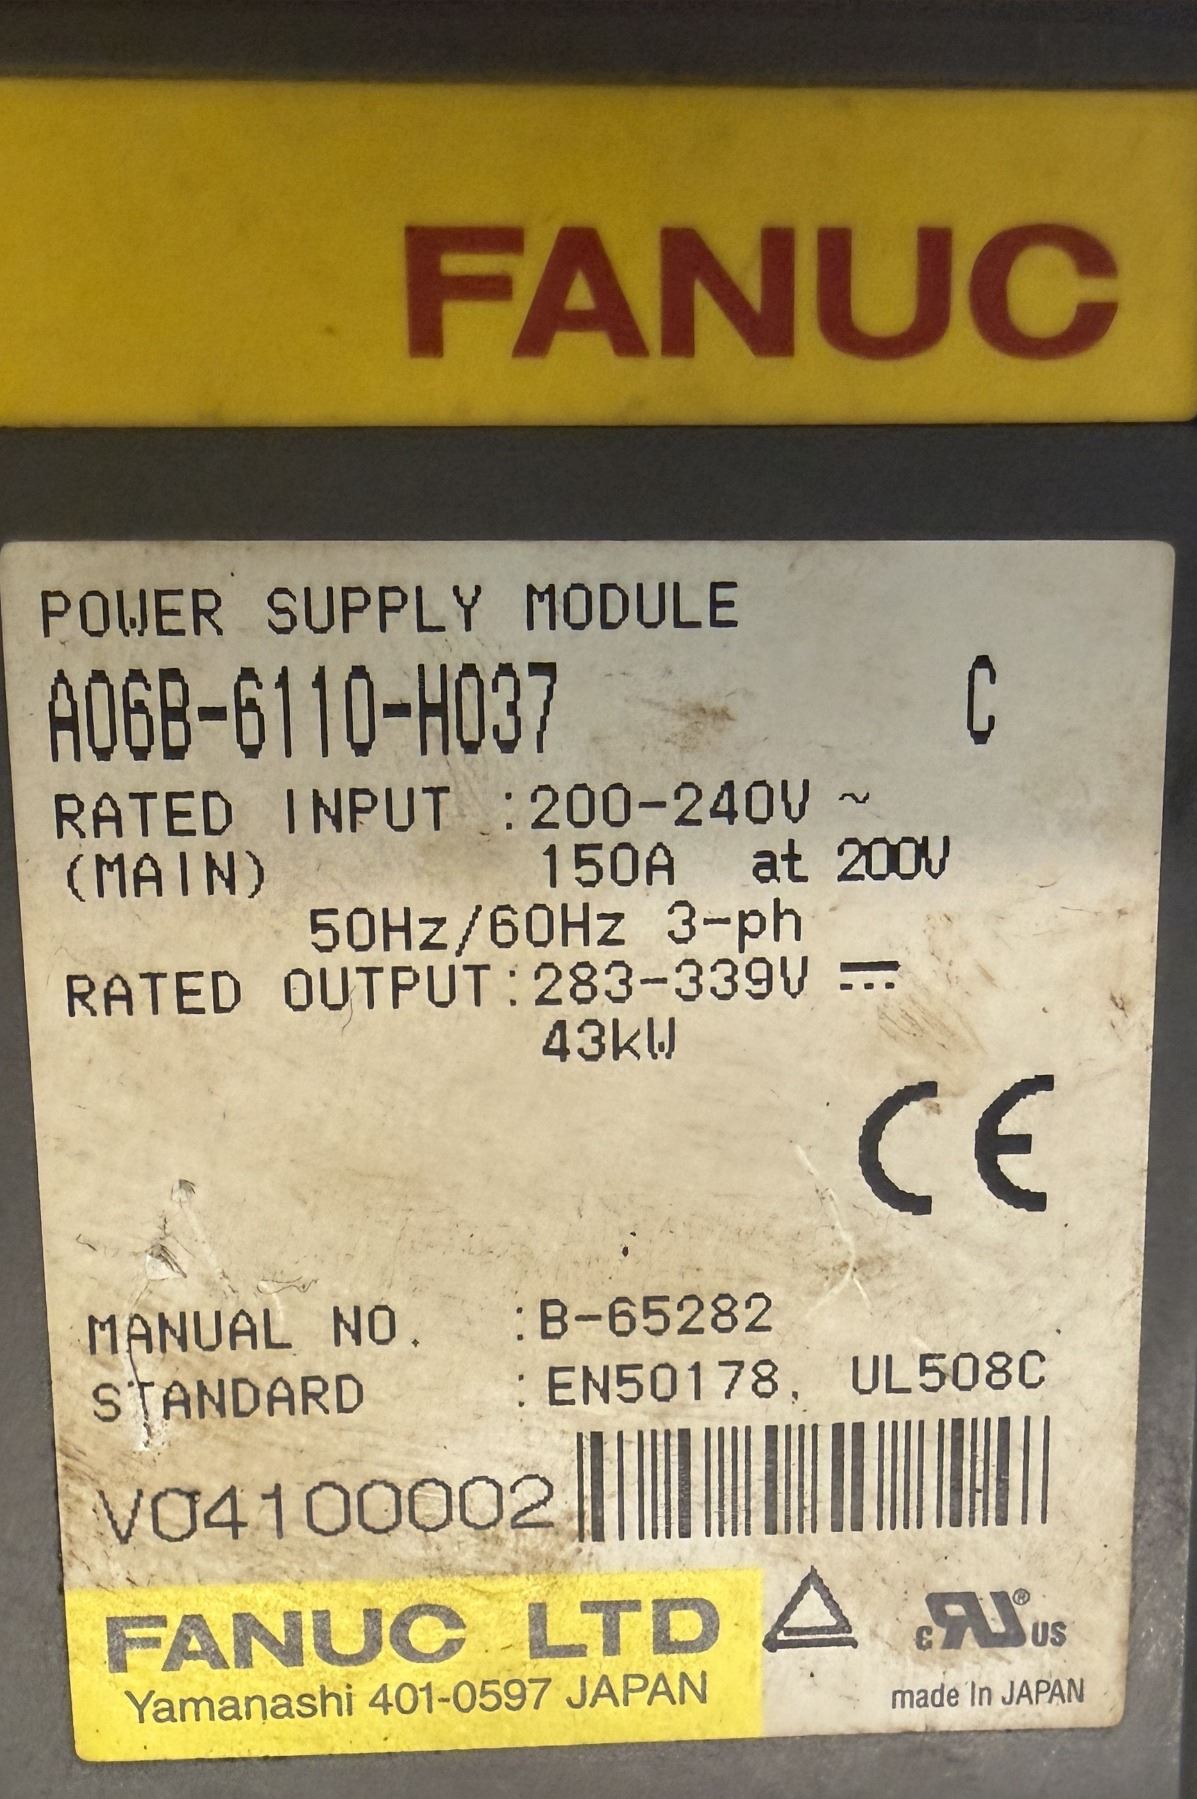 FANUC
POWER SUPPLY MODULE
A06B-6110-H037 C
RATED INPUT :200-240V ~
(MAIN) 150A at 200V
50Hz/60Hz 3-ph
RATED OUTPUT:283-339V ⎓
43kW
CE
MANUAL NO. :B-65282
STANDARD :EN50178, UL508C
V04100002
FANUC LTD
Yamanashi 401-0597 JAPAN
c RU® US
made in JAPAN